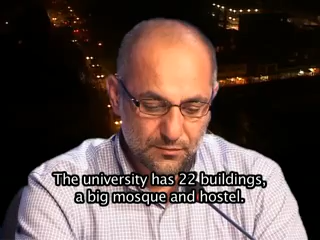 The university has 22 buildings,
a big mosque and hostel.